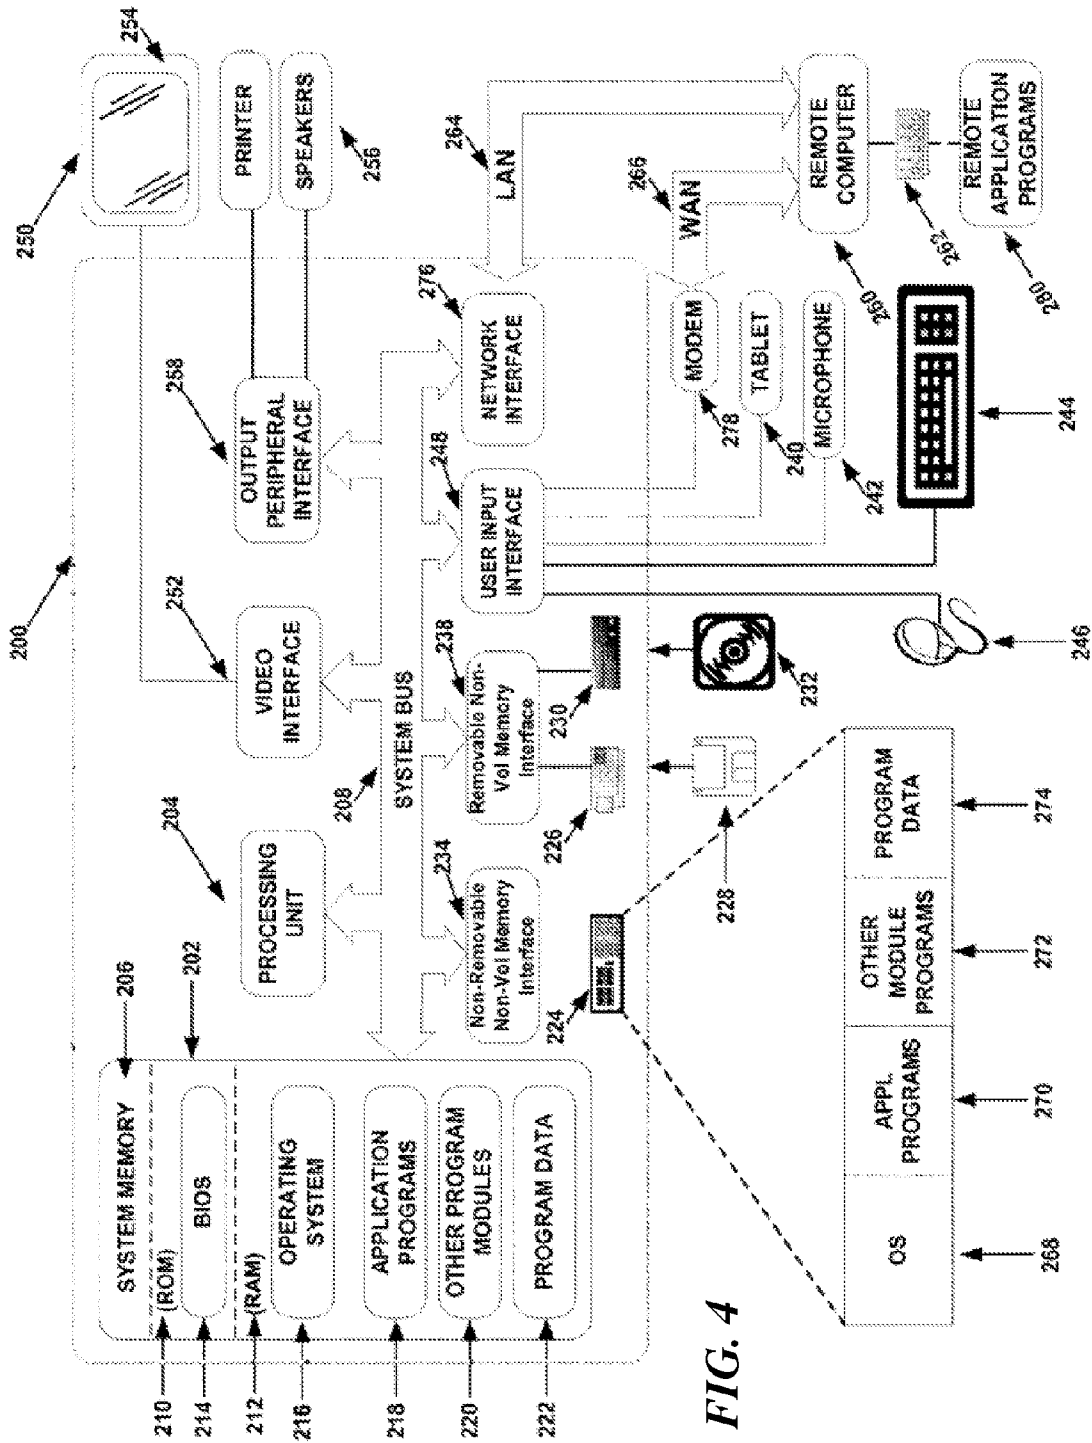 200
250
254
206
202
SYSTEM MEMORY
(ROM)
BIOS
(RAM)
OPERATING
SYSTEM
APPLICATION
PROGRAMS
OTHER PROGRAM
MODULES
PROGRAM DATA
210
214
212
216
218
220
222
204
PROCESSING
UNIT
252
VIDEO
INTERFACE
258
OUTPUT
PERIPHERAL
INTERFACE
PRINTER
SPEAKERS
256
208
SYSTEM BUS
234
Non-Removable
Non-Vol Memory
Interface
238
Removable Non-
Vol Memory
Interface
248
USER INPUT
INTERFACE
276
NETWORK
INTERFACE
264
LAN
266
WAN
224
226
230
228
232
MODEM
278
TABLET
240
MICROPHONE
242
REMOTE
COMPUTER
260
262
REMOTE
APPLICATION
PROGRAMS
280
244
246
OS
APPL
PROGRAMS
OTHER
MODULE
PROGRAMS
PROGRAM
DATA
268
270
272
274
FIG. 4